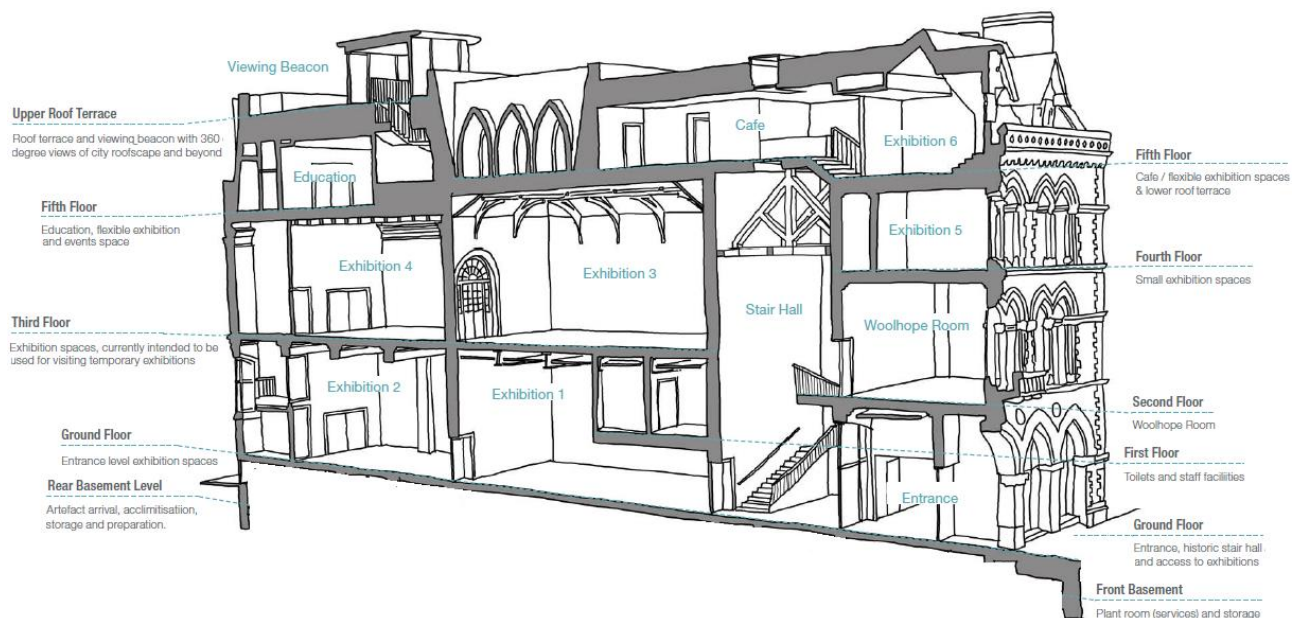 Viewing Beacon
Upper Roof Terrace
Roof terrace and viewing beacon with 360
degree views of city roofscape and beyond
Fifth Floor
Education, flexible exhibition
and events space
Third Floor
Exhibition spaces, currently intended to be
used for visiting temporary exhibitions
Ground Floor
Entrance level exhibition spaces
Rear Basement Level
Artefact arrival, acclimitisatiion,
storage and preparation.
Education
Cafe
Exhibition 6
Exhibition 4
Exhibition 3
Exhibition 5
Stair Hall
Woolhope Room
Exhibition 2
Exhibition 1
Entrance
Fifth Floor
Cafe / flexible exhibition spaces
& lower roof terrace
Fourth Floor
Small exhibition spaces
Second Floor
Woolhope Room
First Floor
Toilets and staff faciliities
Ground Floor
Entrance, historic stair hall
and access to exhibitions
Front Basement
Plant room (services) and storage